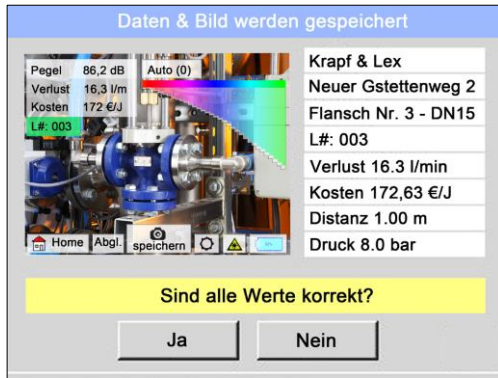 Daten & Bild werden gespeichert
Pegel 86,2 dB Auto (0)
Verlust 16,3 l/m
Kosten 172 €/J
L#: 003
Home Abgl. speichern
Krapf & Lex
Neuer Gstettenweg 2
Flansch Nr. 3 - DN15
L#: 003
Verlust 16.3 l/min
Kosten 172,63 €/J
Distanz 1.00 m
Druck 8.0 bar
Sind alle Werte korrekt?
Ja Nein